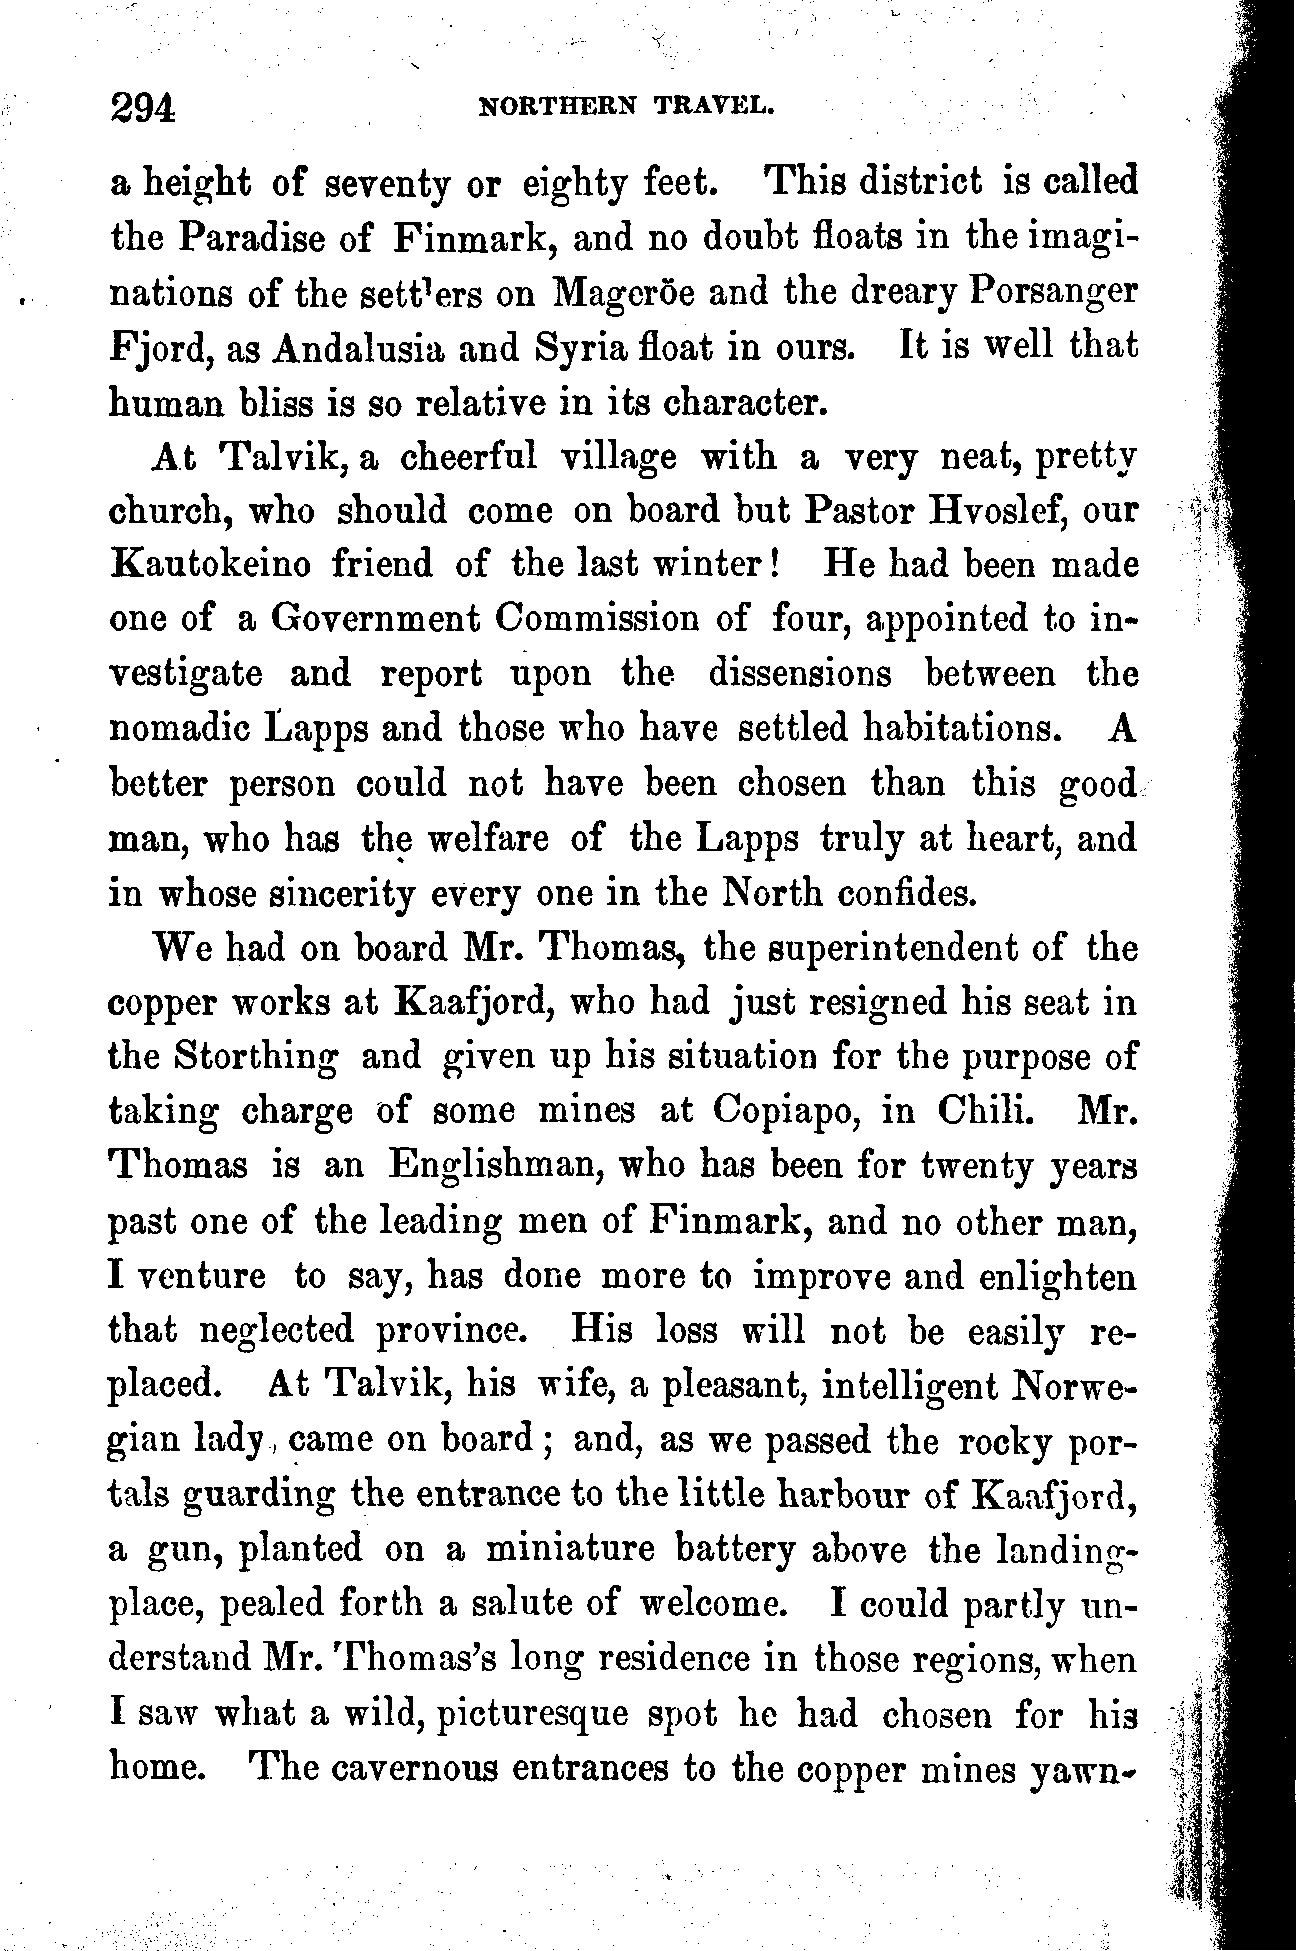 294 NORTHERN TRAVEL.
a height of seventy or eighty feet. This district is called
the Paradise of Finmark, and no doubt floats in the imagi-
nations of the settlers on Mageröe and the dreary Porsanger
Fjord, as Andalusia and Syria float in ours. It is well that
human bliss is so relative in its character.
At Talvik, a cheerful village with a very neat, pretty
church, who should come on board but Pastor Hvoslef, our
Kautokeino friend of the last winter! He had been made
one of a Government Commission of four, appointed to in-
vestigate and report upon the dissensions between the
nomadic Lapps and those who have settled habitations. A
better person could not have been chosen than this good
man, who has the welfare of the Lapps truly at heart, and
in whose sincerity every one in the North confides.
We had on board Mr. Thomas, the superintendent of the
copper works at Kaafjord, who had just resigned his seat in
the Storthing and given up his situation for the purpose of
taking charge of some mines at Copiapo, in Chili. Mr.
Thomas is an Englishman, who has been for twenty years
past one of the leading men of Finmark, and no other man,
I venture to say, has done more to improve and enlighten
that neglected province. His loss will not be easily re-
placed. At Talvik, his wife, a pleasant, intelligent Norwe-
gian lady, came on board; and, as we passed the rocky por-
tals guarding the entrance to the little harbour of Kaafjord,
a gun, planted on a miniature battery above the landing-
place, pealed forth a salute of welcome. I could partly un-
derstand Mr. Thomas's long residence in those regions, when
I saw what a wild, picturesque spot he had chosen for his
home. The cavernous entrances to the copper mines yawn-